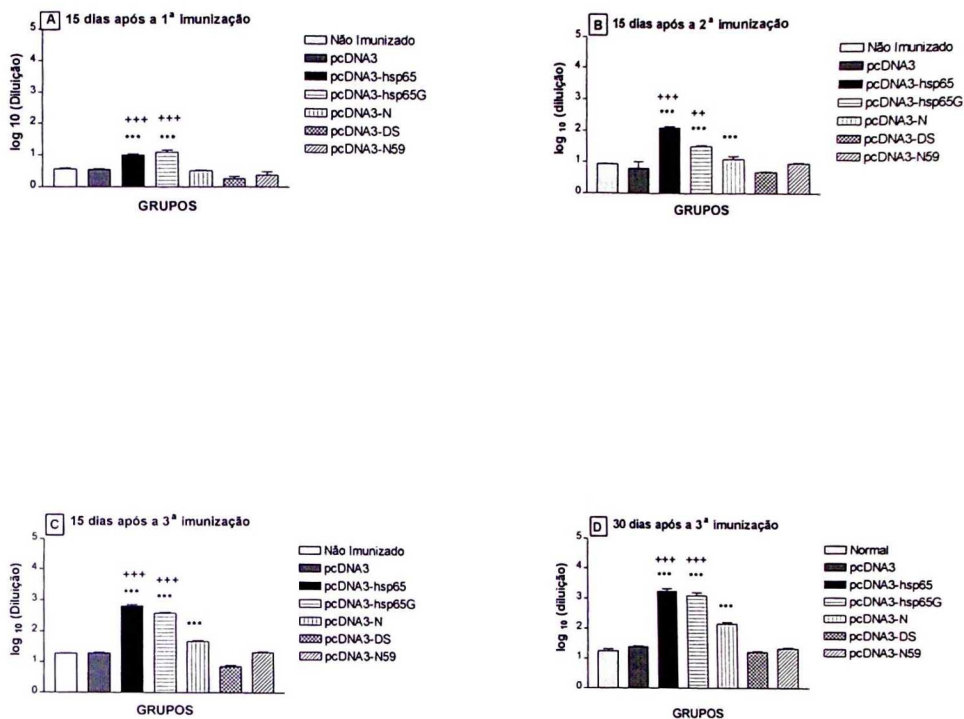 A 15 dias após a 1ª imunização
log 10 (Diluição)
5
4
3
2
1
0
+++ +++
*** ***
GRUPOS
Não Imunizado
pcDNA3
pcDNA3-hsp65
pcDNA3-hsp65G
pcDNA3-N
pcDNA3-DS
pcDNA3-N59
B 15 dias após a 2ª imunização
log 10 (diluição)
5
4
3
2
1
0
+++ ++
*** *** ***
GRUPOS
Não Imunizado
pcDNA3
pcDNA3-hsp65
pcDNA3-hsp65G
pcDNA3-N
pcDNA3-DS
pcDNA3-N59
C 15 dias após a 3ª imunização
log 10 (Diluição)
5
4
3
2
1
0
+++ +++
*** *** ***
GRUPOS
Não Imunizado
pcDNA3
pcDNA3-hsp65
pcDNA3-hsp65G
pcDNA3-N
pcDNA3-DS
pcDNA3-N59
D 30 dias após a 3ª imunização
log 10 (diluição)
5
4
3
2
1
0
+++ +++
*** *** ***
GRUPOS
Normal
pcDNA3
pcDNA3-hsp65
pcDNA3-hsp65G
pcDNA3-N
pcDNA3-DS
pcDNA3-N59